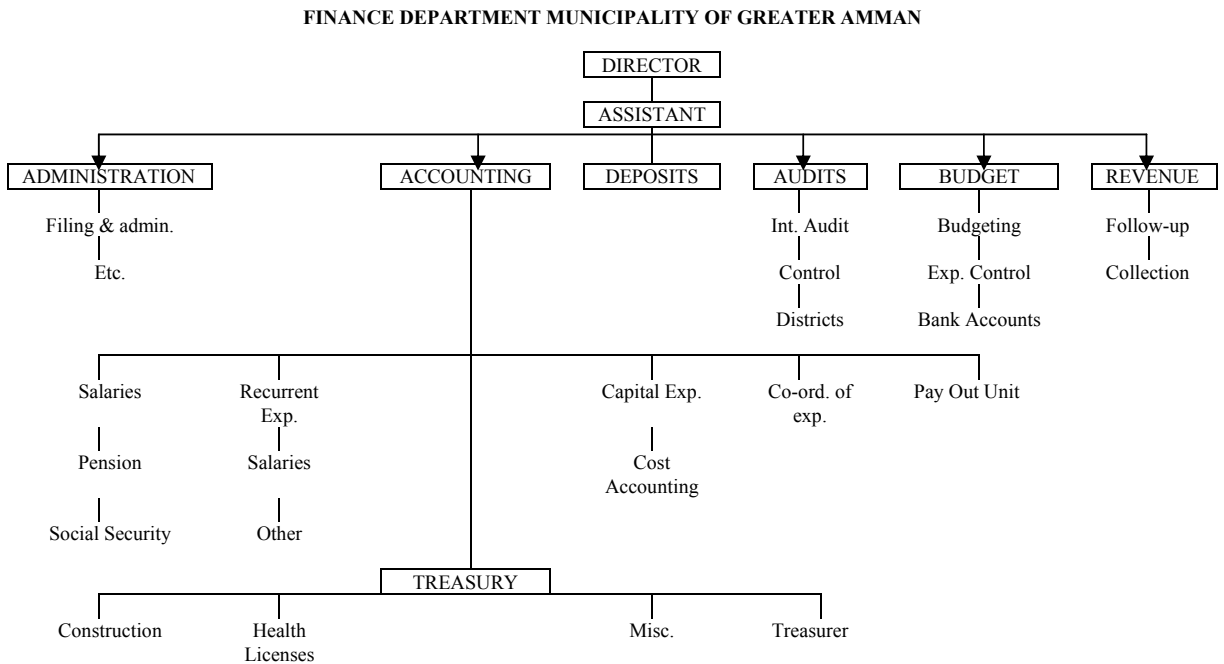 FINANCE DEPARTMENT MUNICIPALITY OF GREATER AMMAN
DIRECTOR
ASSISTANT
ADMINISTRATION
ACCOUNTING
DEPOSITS
AUDITS
BUDGET
REVENUE
Filing & admin.
Int. Audit
Budgeting
Follow-up
Etc.
Control
Exp. Control
Collection
Districts
Bank Accounts
Salaries
Recurrent
Exp.
Capital Exp.
Co-ord. of
exp.
Pay Out Unit
Pension
Salaries
Cost
Accounting
Social Security
Other
TREASURY
Construction
Health
Licenses
Misc.
Treasurer